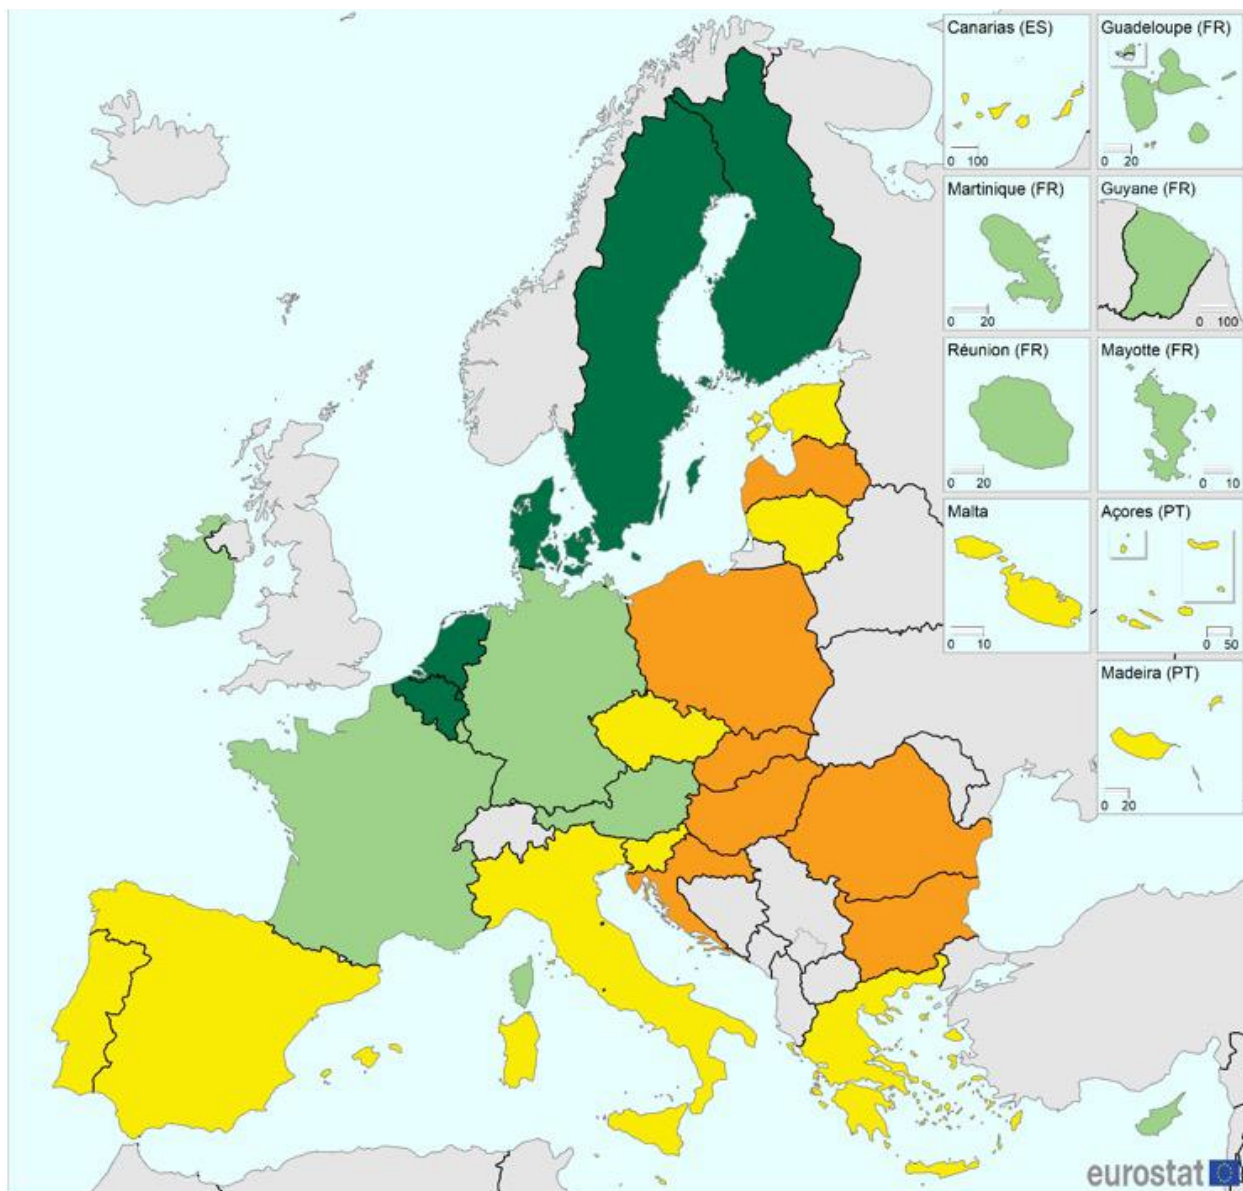 Canarias (ES)
0 100
Guadeloupe (FR)
0 20
Martinique (FR)
0 20
Guyane (FR)
0 100
Réunion (FR)
0 20
Mayotte (FR)
0 10
Malta
0 10
Açores (PT)
0 50
Madeira (PT)
0 20
eurostat